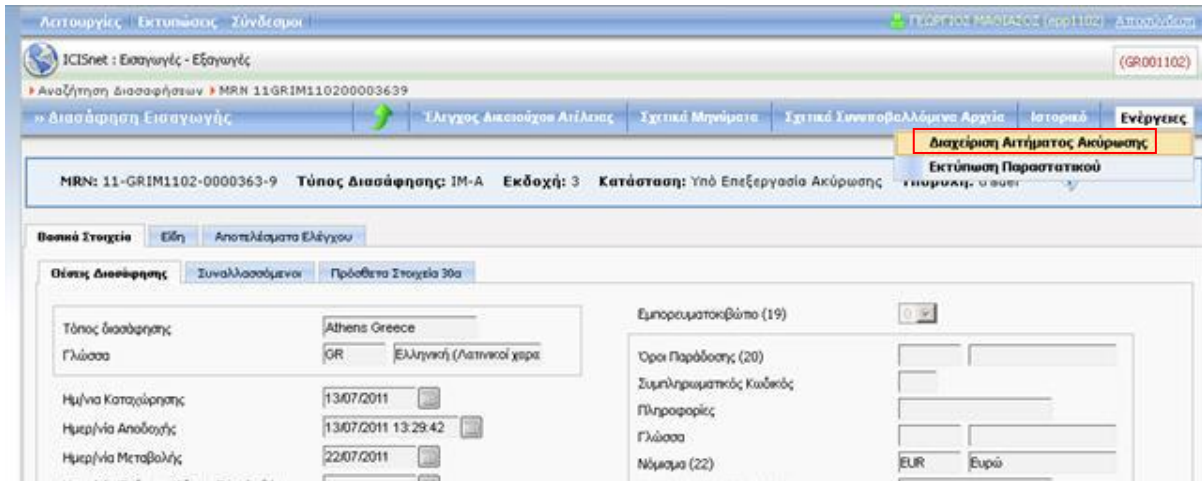 Λειτουργίες Εκτυπώσεις Σύνδεσμοι ΓΕΩΡΓΙΟΣ (epp1102) Αποσύνδεση
ICISnet : Εισαγωγές - Εξαγωγές (GR001102)
Αναζήτηση Διασαφήσεων MRN 11GRIM110200003639
» Διασάφηση Εισαγωγής Έλεγχος Δικαιούχου Ατέλειας Σχετικά Μηνύματα Σχετικά Συνυποβαλλόμενα Αρχεία Ιστορικό Ενέργειες
Διαχείριση Αιτήματος Ακύρωσης
Εκτύπωση Παραστατικού
MRN: 11-GRIM1102-0000363-9 Τύπος Διασάφησης: IM-A Εκδοχή: 3 Κατάσταση: Υπό Επεξεργασία Ακύρωσης
Βασικά Στοιχεία Είδη Αποτελέσματα Ελέγχου
Θέσεις Διασάφησης Συναλλασσόμενοι Πρόσθετα Στοιχεία 30α
Τόπος διασάφησης Athens Greece
Γλώσσα GR Ελληνική (Λατινικοί χαρα
Ημ/νια Καταχώρησης 13/07/2011
Ημερ/νία Αποδοχής 13/07/2011 13:29:42
Ημερ/νία Μεταβολής 22/07/2011
Εμπορευματοκιβώτιο (19) 0
Όροι Παράδοσης (20)
Συμπληρωματικός Κωδικός
Πληροφορίες
Γλώσσα
Νόμισμα (22) EUR Ευρώ